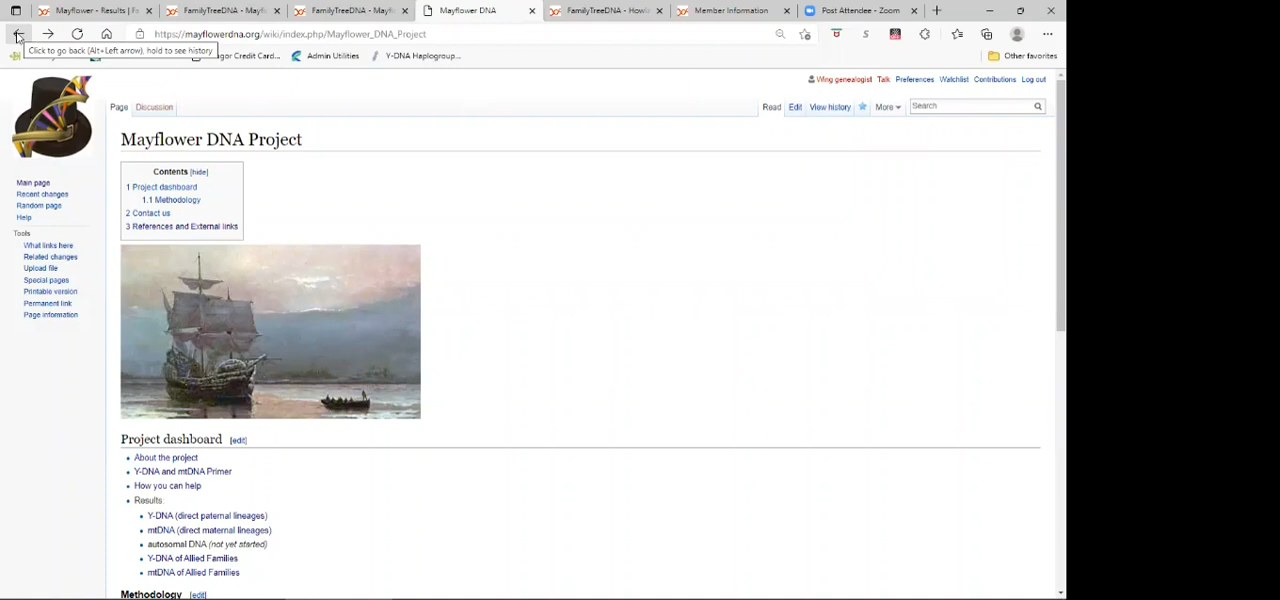 Mayflower - Results | Fa
FamilyTreeDNA - Mayf
FamilyTreeDNA - Mayf
Mayflower DNA
FamilyTreeDNA - Howl
Member Information
Post Attendee - Zoom
https://mayflowerdna.org/wiki/index.php/Mayflower_DNA_Project
Click to go back (Alt+Left arrow), hold to see history
Admin Utilities
Y-DNA Haplogroup...
Other favorites
Wing genealogist Talk Preferences Watchlist Contributions Log out
Page Discussion
Read Edit View history More Search
Mayflower DNA Project
Contents [hide]
1 Project dashboard
1.1 Methodology
2 Contact us
3 References and External links
Main page
Recent changes
Random page
Help
Tools
What links here
Related changes
Upload file
Special pages
Printable version
Permanent link
Page information
Project dashboard [edit]
About the project
Y-DNA and mtDNA Primer
How you can help
Results:
Y-DNA (direct paternal lineages)
mtDNA (direct maternal lineages)
autosomal DNA (not yet started)
Y-DNA of Allied Families
mtDNA of Allied Families
Methodology [edit]